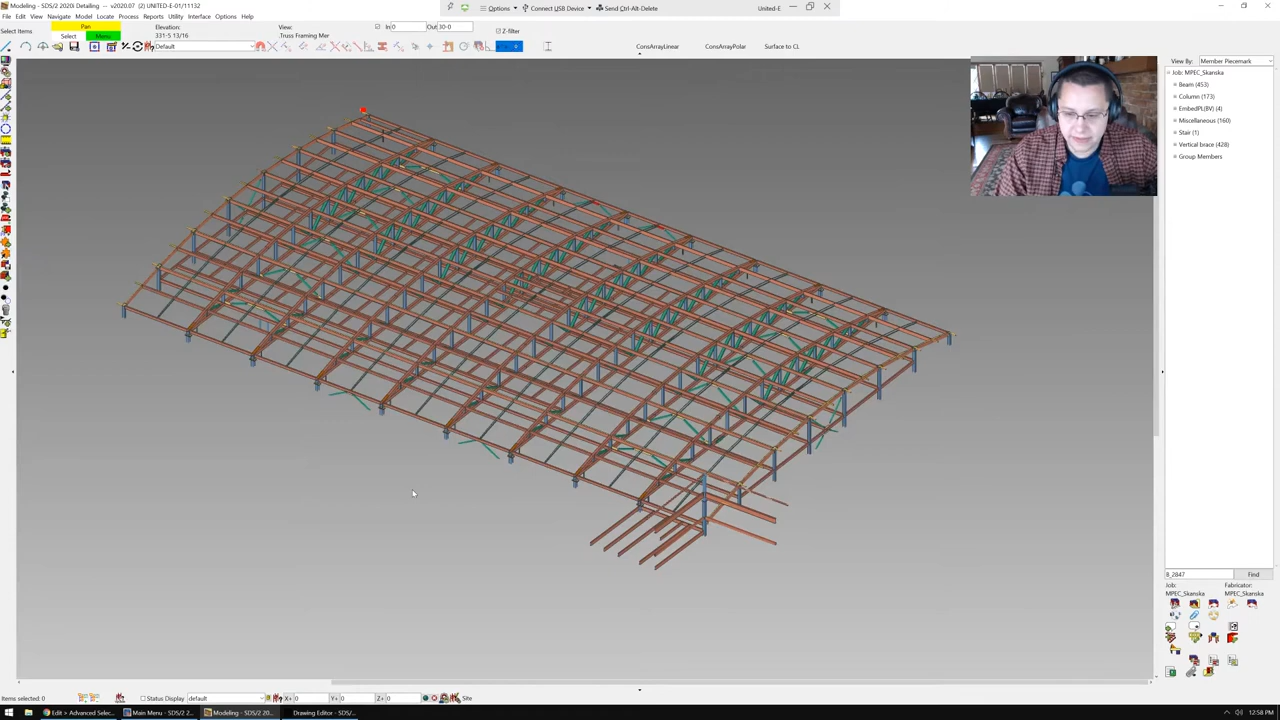 Modeling - SDS/2 2020i Detailing -- v2020.07 (2) UNITED-E-01/11132
Options
Connect USB Device
Send Ctrl-Alt-Delete
United-E
File Edit View Window Model Locate Process Reports Utility Interface Options Help
Select Items
Pan
Select
Menu
Elevation:
331-5 13/16
View:
Truss Framing Mer
In 0
Out 30-0
Z-filter
Default
ConsArrayLinear
ConsArrayPolar
Surface to CL
View By:
Member Piecemark
Job: MPEC_Skanska
Beam (453)
Column (173)
EmbedPL(BV) (4)
Miscellaneous (160)
Stair (1)
Vertical brace (428)
Group Members
B_2847
Find
Job:
MPEC_Skanska
Fabricator:
MPEC_Skanska
Items selected: 0
Status Display
default
X= 0
Y= 0
Z= 0
Site
Edit > Advanced Selec...
Main Menu - SDS/2 2...
Modeling - SDS/2 20...
Drawing Editor - SDS/...
12:58 PM